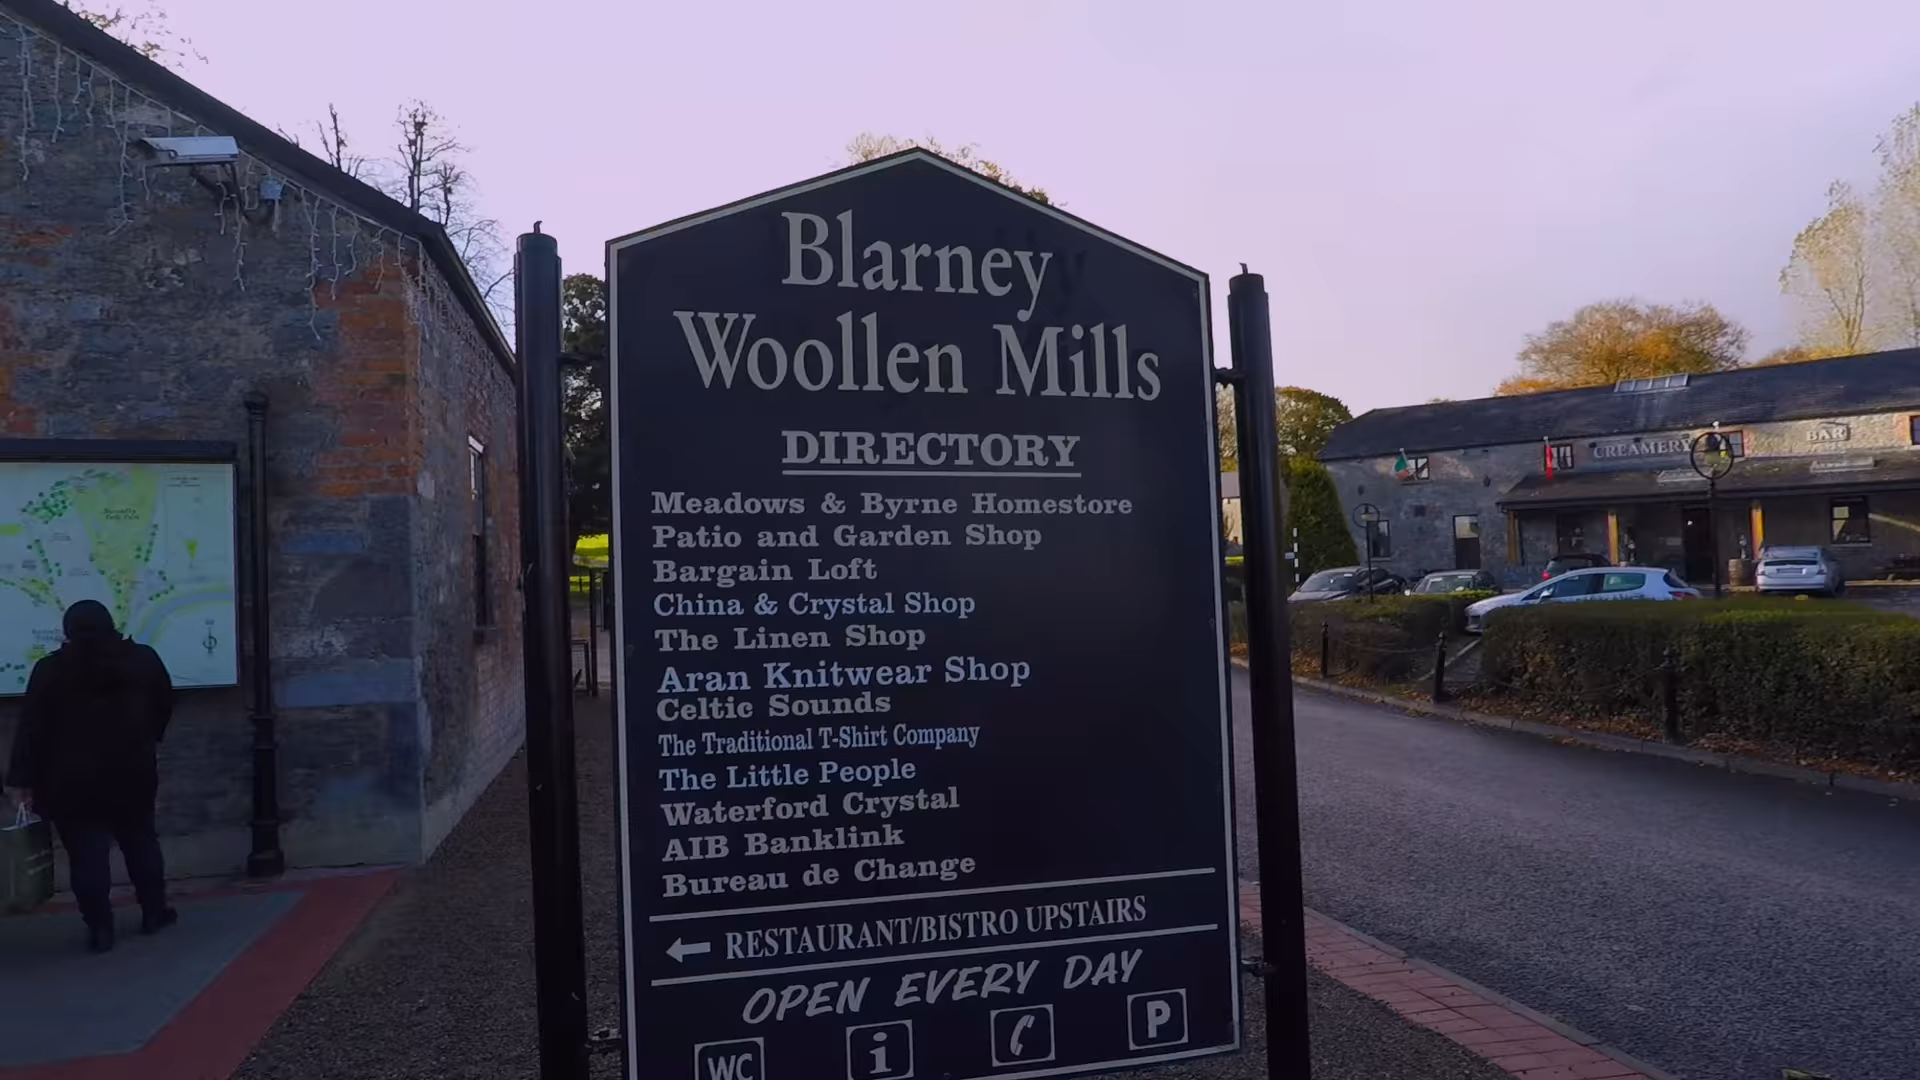 Blarney
Woollen Mills
DIRECTORY
Meadows & Byrne Homestore
Patio and Garden Shop
Bargain Loft
China & Crystal Shop
The Linen Shop
Aran Knitwear Shop
Celtic Sounds
The Traditional T-Shirt Company
The Little People
Waterford Crystal
AIB Banklink
Bureau de Change
RESTAURANT/BISTRO UPSTAIRS
OPEN EVERY DAY
WC i P
CREAMERY
BAR